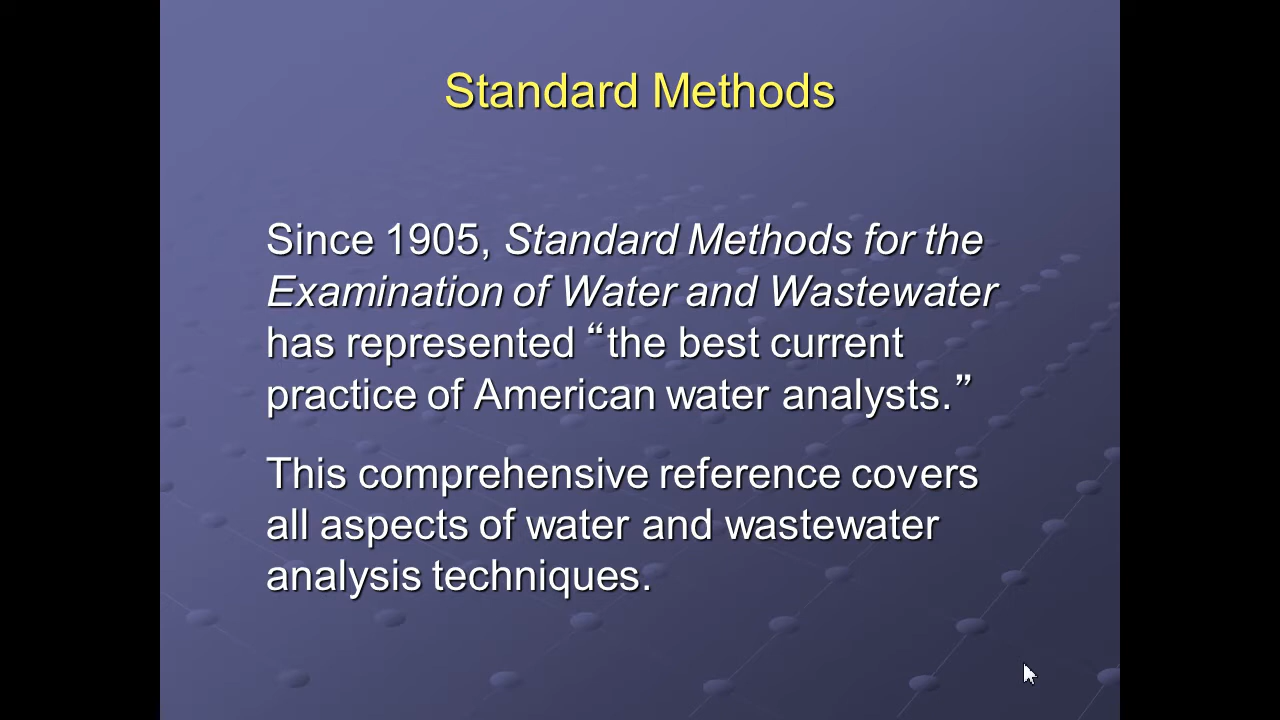 Standard Methods
Since 1905, Standard Methods for the
Examination of Water and Wastewater
has represented “the best current
practice of American water analysts.”
This comprehensive reference covers
all aspects of water and wastewater
analysis techniques.